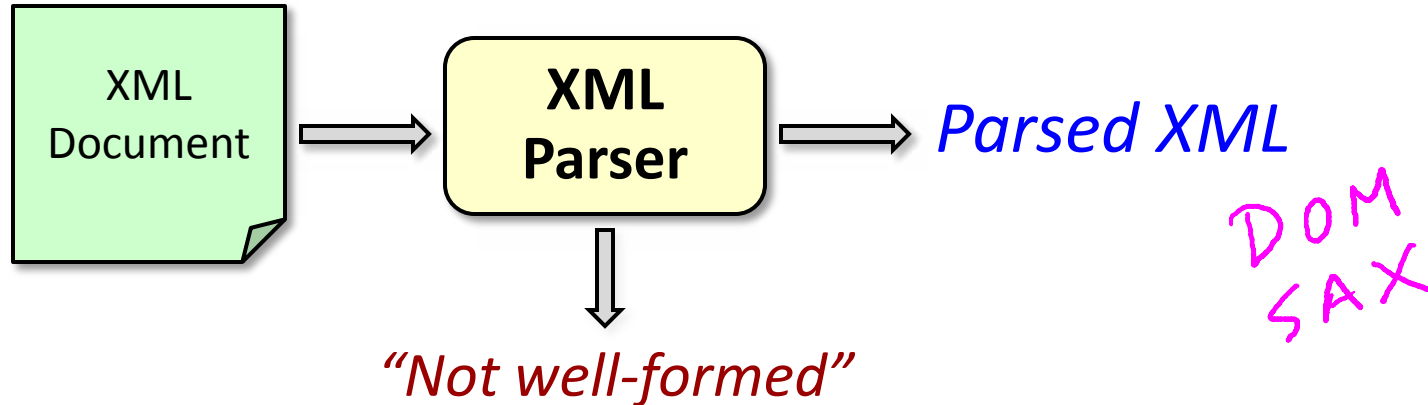 XML
Document
XML
Parser
Parsed XML
DOM
SAX
“Not well-formed”